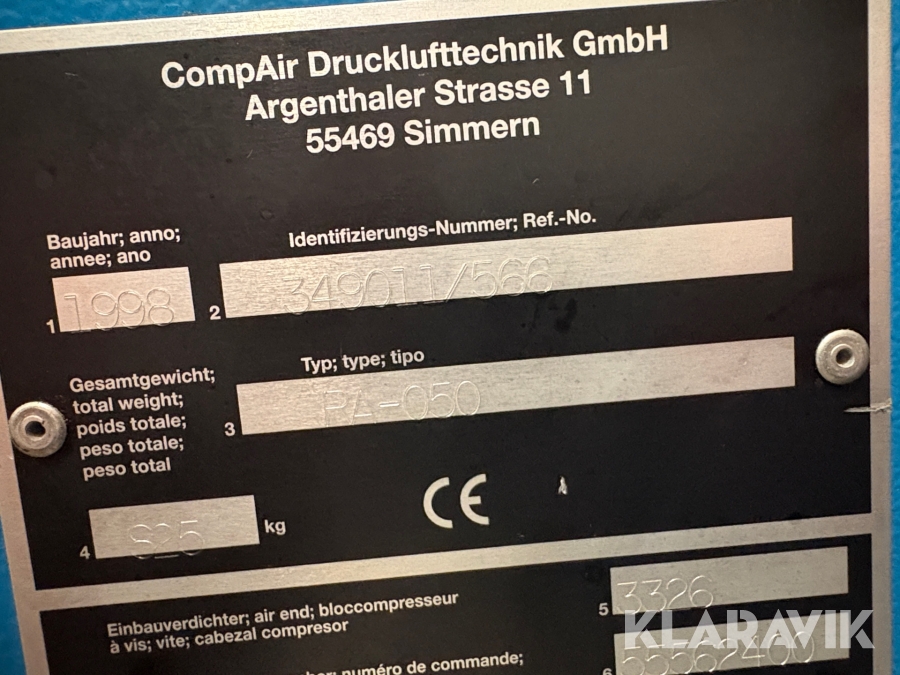 CompAir Drucklufttechnik GmbH
Argenthaler Strasse 11
55469 Simmern
Baujahr; anno;
annee; ano
1 1998
Identifizierungs-Nummer; Ref.-No.
2 349011/566
Gesamtgewicht;
total weight;
poids totale;
peso totale;
peso total
4
kg
Typ; type; tipo
3 PA-050
CE
Einbauverdichter; air end; bloccompresseur
à vis; vite; cabezal compresor
5 3326
numéro de commande;
6
KLARAVIK